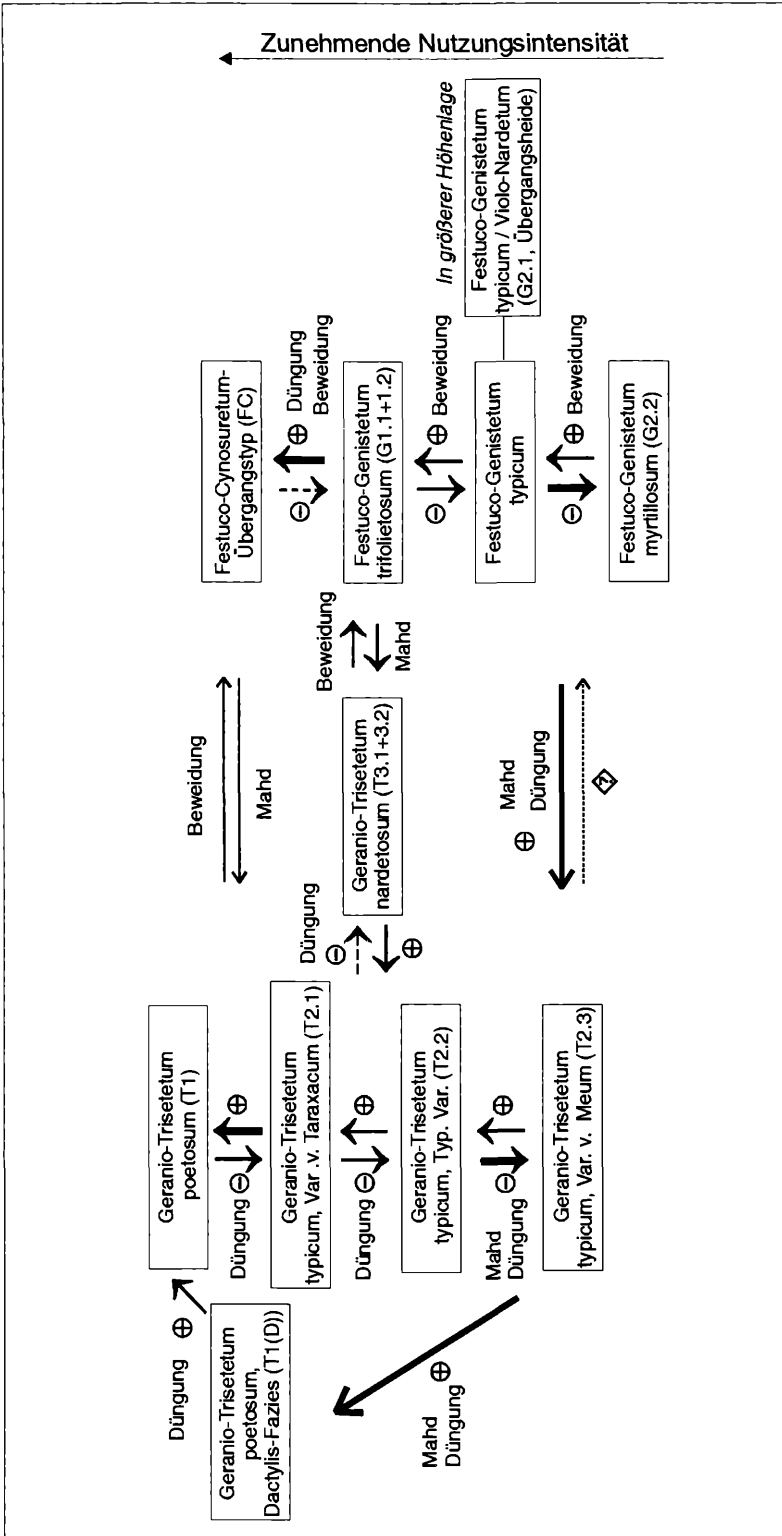 Zunehmende Nutzungsintensität
In größerer Höhenlage
Festuco-Genistetum
typicum / Violo-Nardetum
(G2.1, Übergangsheide)
Festuco-Cynosuretum-
Übergangstyp (FC)
⊖
⊕ Düngung
Beweidung
Festuco-Genistetum
trifolietosum (G1.1+1.2)
⊖
⊕ Beweidung
Festuco-Genistetum
typicum
⊖
⊕ Beweidung
Festuco-Genistetum
myrtillosum (G2.2)
Beweidung
Mahd
Beweidung
Mahd
Geranio-Trisetetum
nardetosum (T3.1+3.2)
Mahd
⊕ Düngung
?
Düngung
⊖
⊕
Geranio-Trisetetum
poetosum (T1)
Düngung ⊖
⊕
Geranio-Trisetetum
typicum, Var .v. Taraxacum (T2.1)
Düngung ⊖
⊕
Geranio-Trisetetum
typicum, Typ. Var. (T2.2)
Mahd
Düngung ⊖
⊕
Geranio-Trisetetum
typicum, Var. v. Meum (T2.3)
Düngung ⊕
Geranio-Trisetetum
poetosum,
Dactylis-Fazies (T1(D))
Mahd
Düngung
⊕